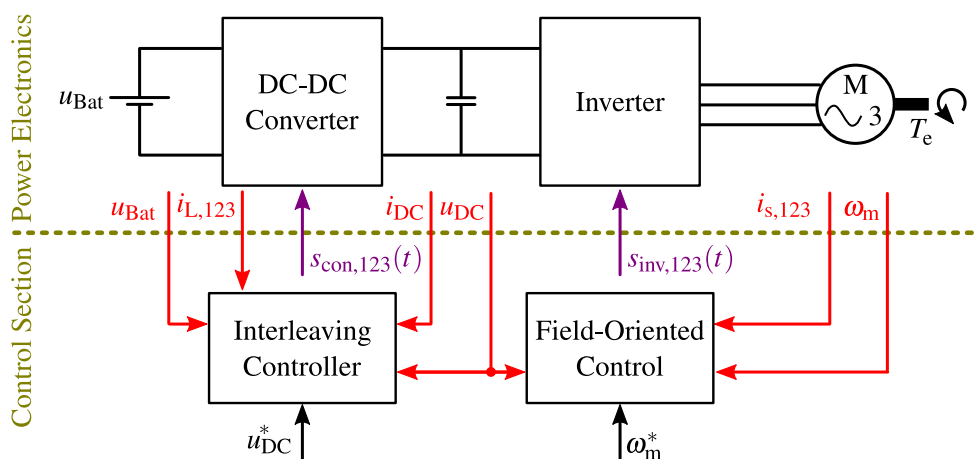 Power Electronics
Control Section
u_Bat
DC-DC
Converter
Inverter
M
3
T_e
u_Bat
i_L,123
i_DC
u_DC
i_s,123
ω_m
s_con,123(t)
s_inv,123(t)
Interleaving
Controller
Field-Oriented
Control
u*_DC
ω*_m